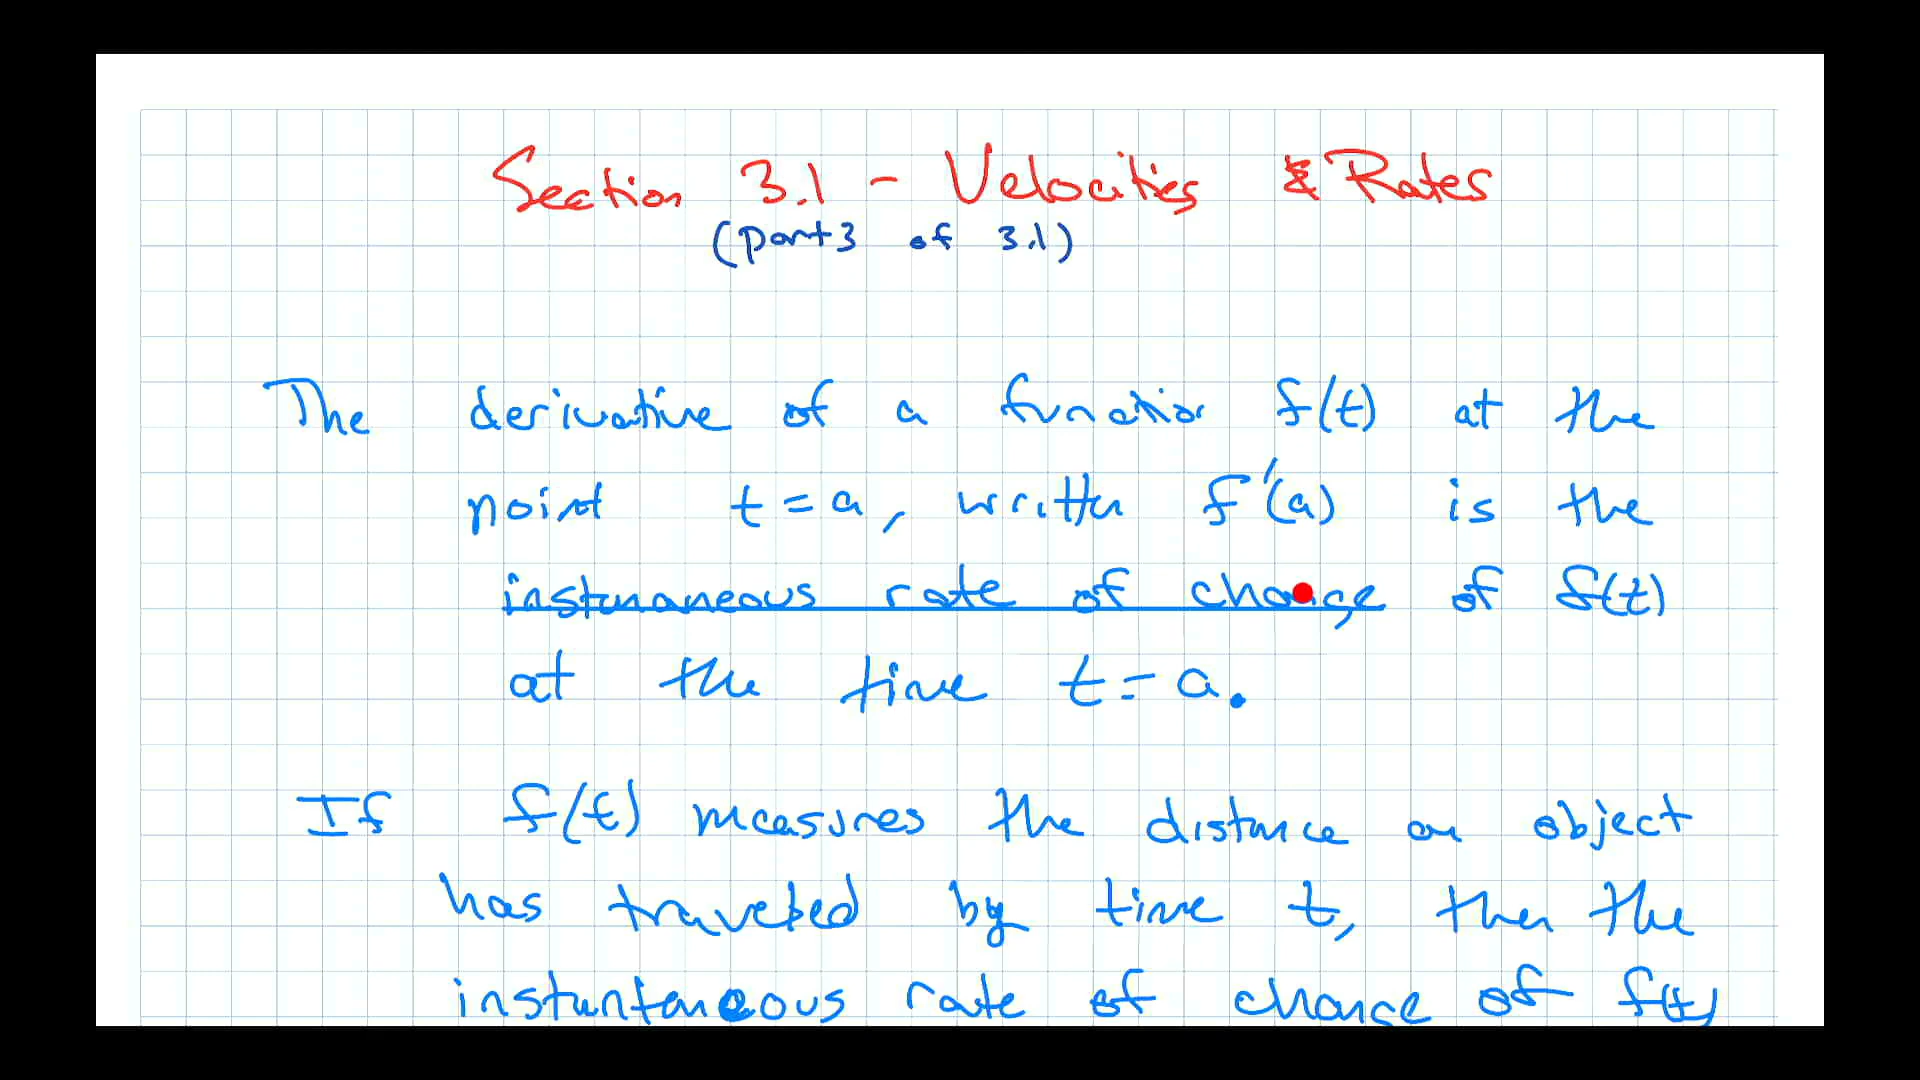 Section 3.1 - Velocities & Rates
(part 3 of 3.1)
The derivative of a function f(t) at the
point t = a, written f'(a) is the
instananeous rate of change of f(t)
at the time t = a.
If f(t) measures the distance an object
has traveled by time t, then the
instantaneous rate of change of f(t)